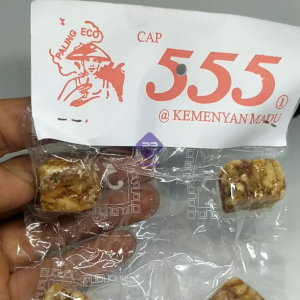 PALING ECO
CAP
555
@ KEMENYAN MADU